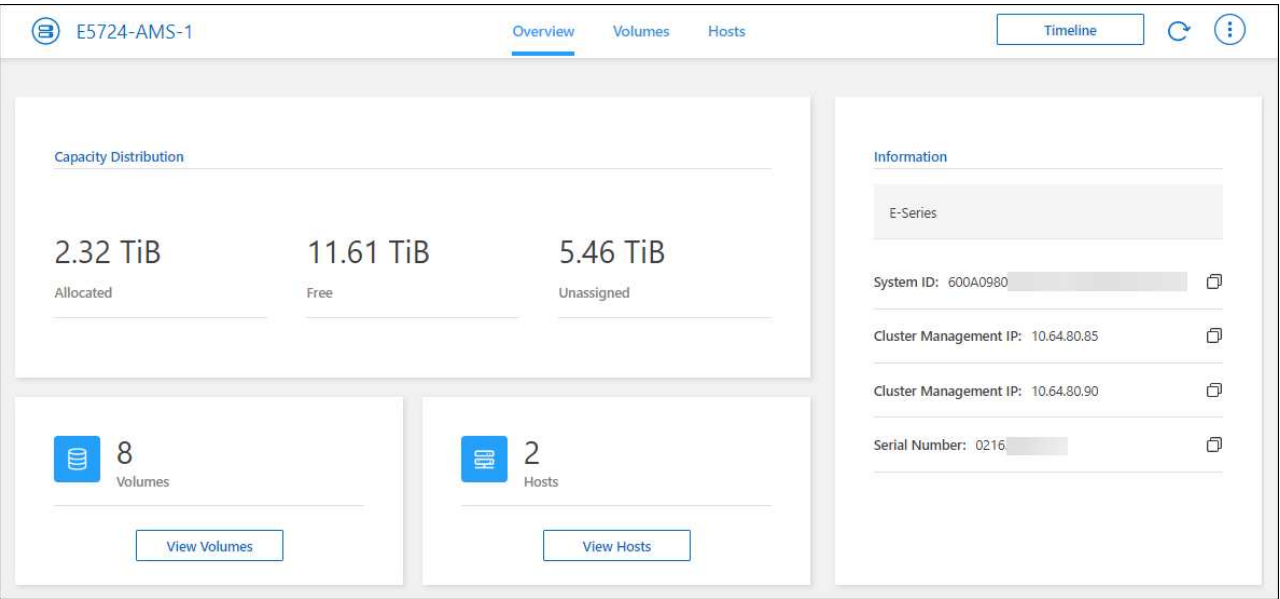 E5724-AMS-1 Overview Volumes Hosts Timeline
Capacity Distribution
2.32 TiB 11.61 TiB 5.46 TiB
Allocated Free Unassigned
8
Volumes
View Volumes
2
Hosts
View Hosts
Information
E-Series
System ID: 600A0980
Cluster Management IP: 10.64.80.85
Cluster Management IP: 10.64.80.90
Serial Number: 0216